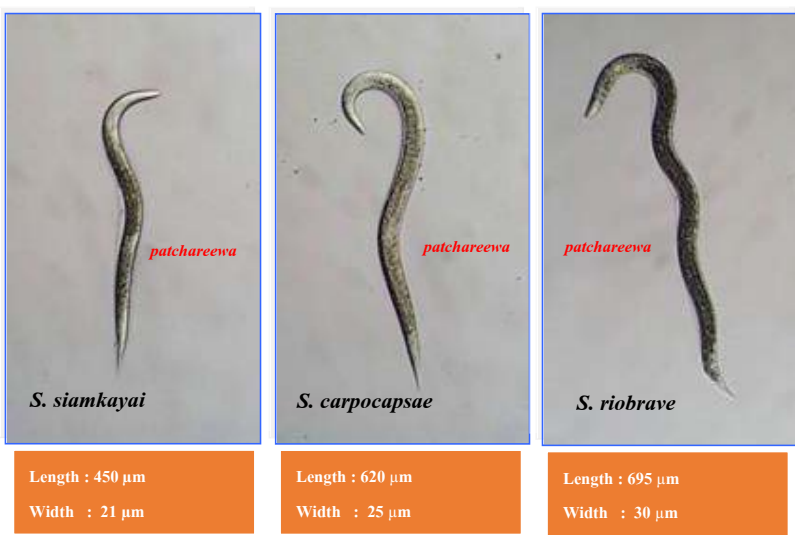 patchareewa
patchareewa
patchareewa
S. siamkayai
S. carpocapsae
S. riobrave
Length : 450 µm
Width : 21 µm
Length : 620 µm
Width : 25 µm
Length : 695 µm
Width : 30 µm